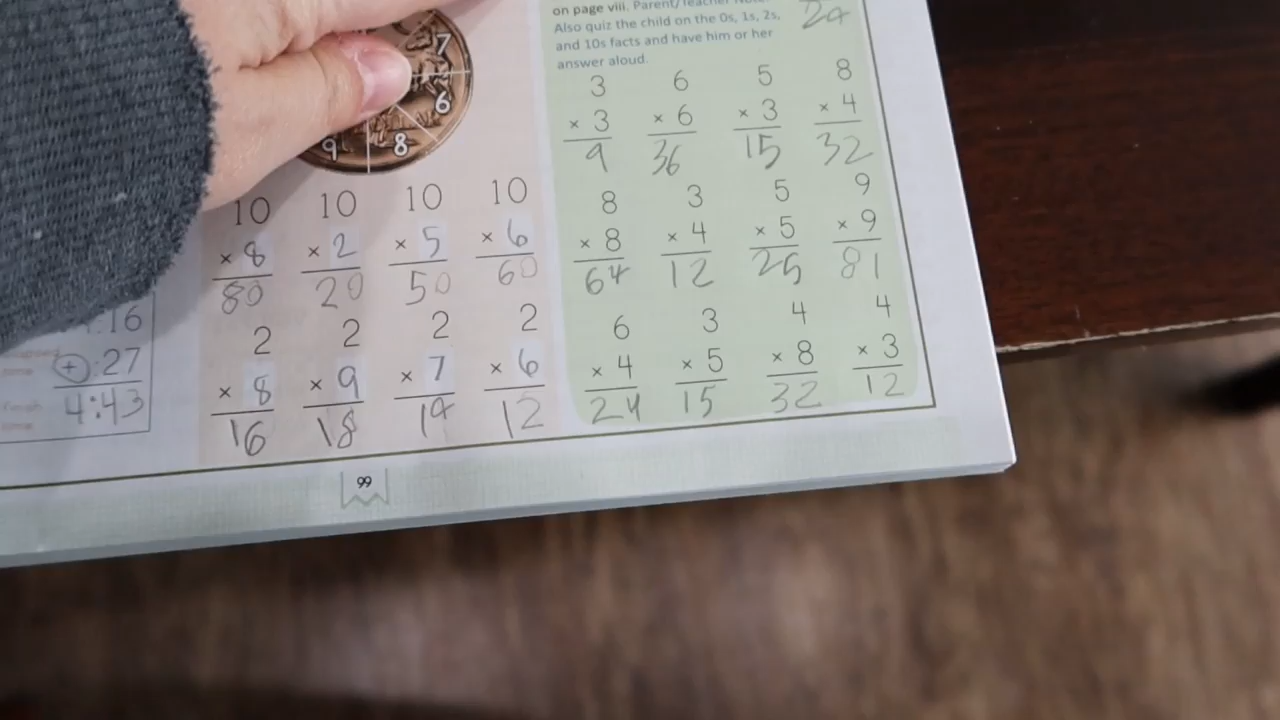 on page viii. Parent/Teacher Note:
Also quiz the child on the 0s, 1s, 2s,
and 10s facts and have him or her
answer aloud.
24
7
6
8
9
3 6 5 8
× 3 × 6 × 3 × 4
9 36 15 32
10 10 10 10
× 8 × 2 × 5 × 6
80 20 50 60
8 3 5 9
× 8 × 4 × 5 × 9
64 12 25 81
2 2 2 2
× 8 × 9 × 7 × 6
16 18 14 12
6 3 4 4
× 4 × 5 × 8 × 3
24 15 32 12
:16
+ :27
4:43
99